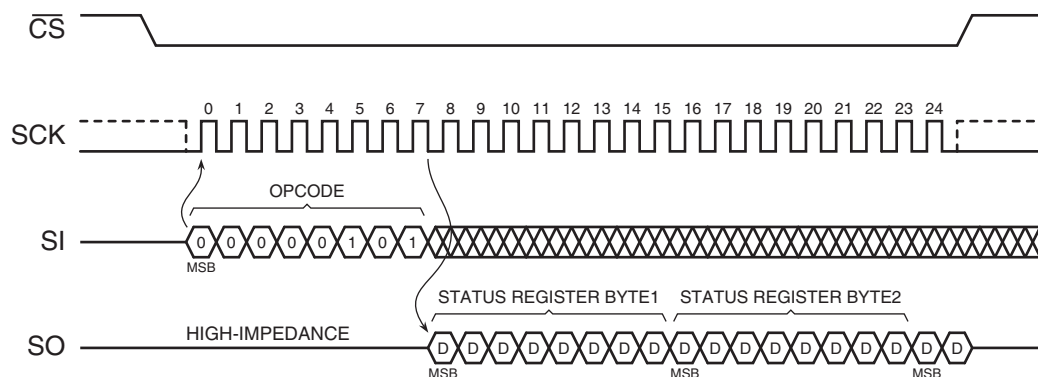 CS
0 1 2 3 4 5 6 7 8 9 10 11 12 13 14 15 16 17 18 19 20 21 22 23 24
SCK
OPCODE
SI 0 0 0 0 0 1 0 1
MSB
STATUS REGISTER BYTE1 STATUS REGISTER BYTE2
HIGH-IMPEDANCE
SO D D D D D D D D D D D D D D D D D D
MSB MSB MSB